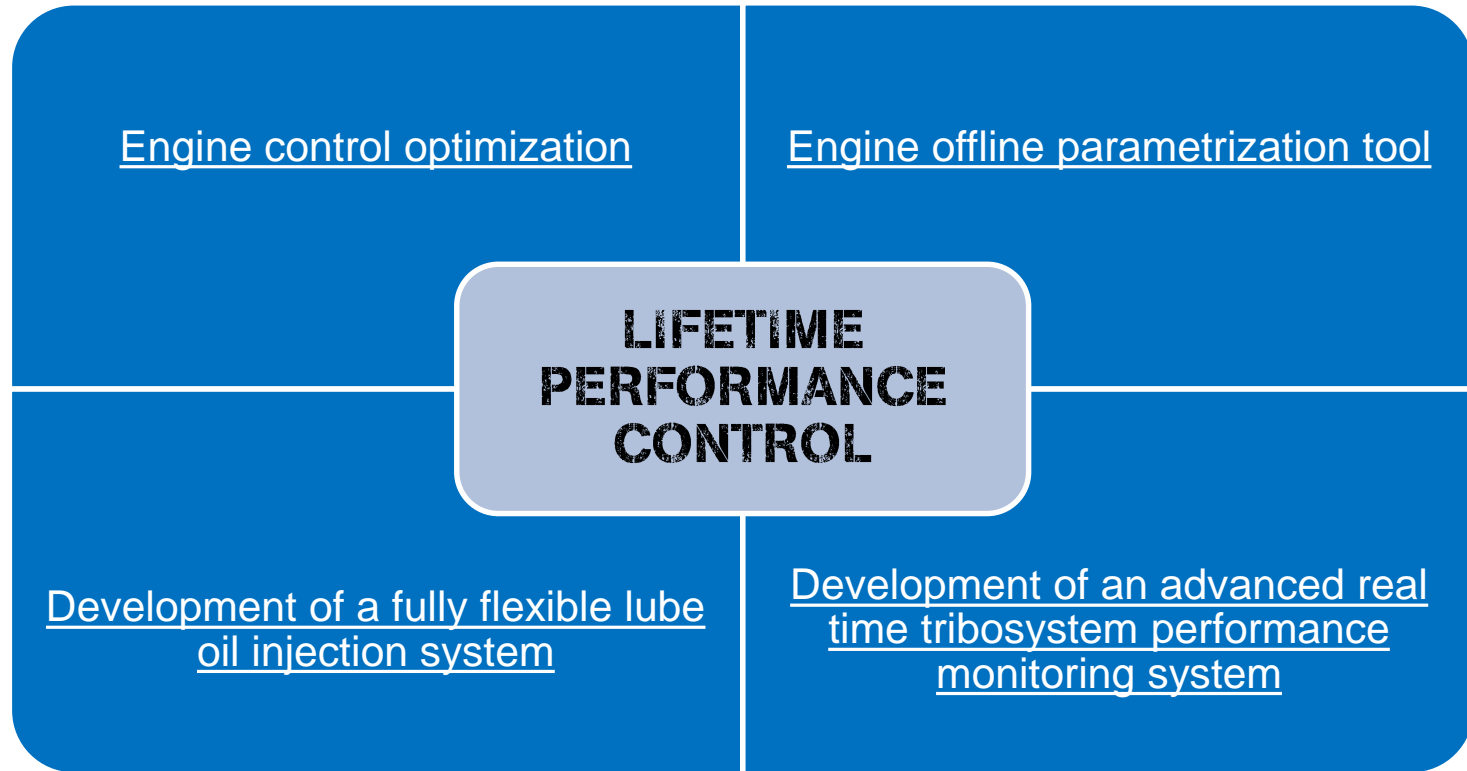 Engine control optimization
Engine offline parametrization tool
LIFETIME
PERFORMANCE
CONTROL
Development of a fully flexible lube
oil injection system
Development of an advanced real
time tribosystem performance
monitoring system